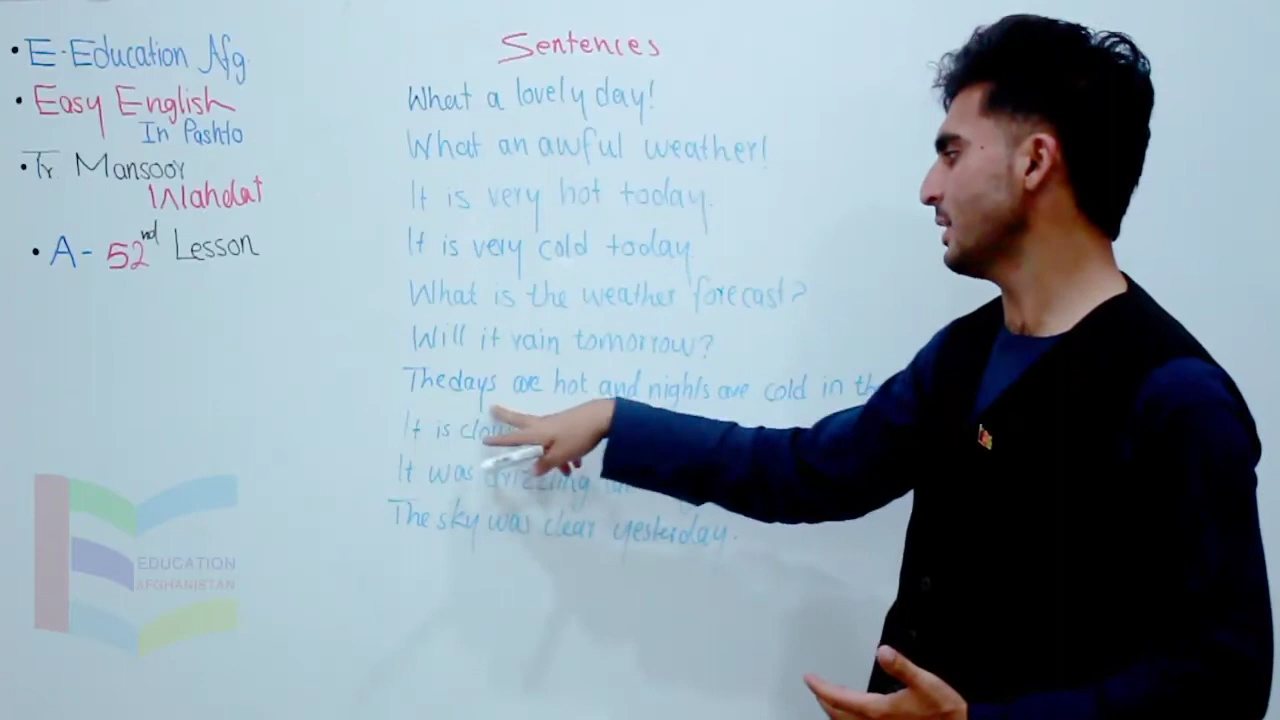 • E-Education Afg.
• Easy English
In Pashto
• Tr Mansoor
Wahdat
• A- 52nd Lesson
EDUCATION
AFGHANISTAN
Sentences
What a lovely day!
What an awful weather!
It is very hot today.
It is very cold today
What is the weather forecast?
Will it rain tomorrow?
The days are hot and nights are cold in
It is
It was drizzling
The sky was clear yesterday.